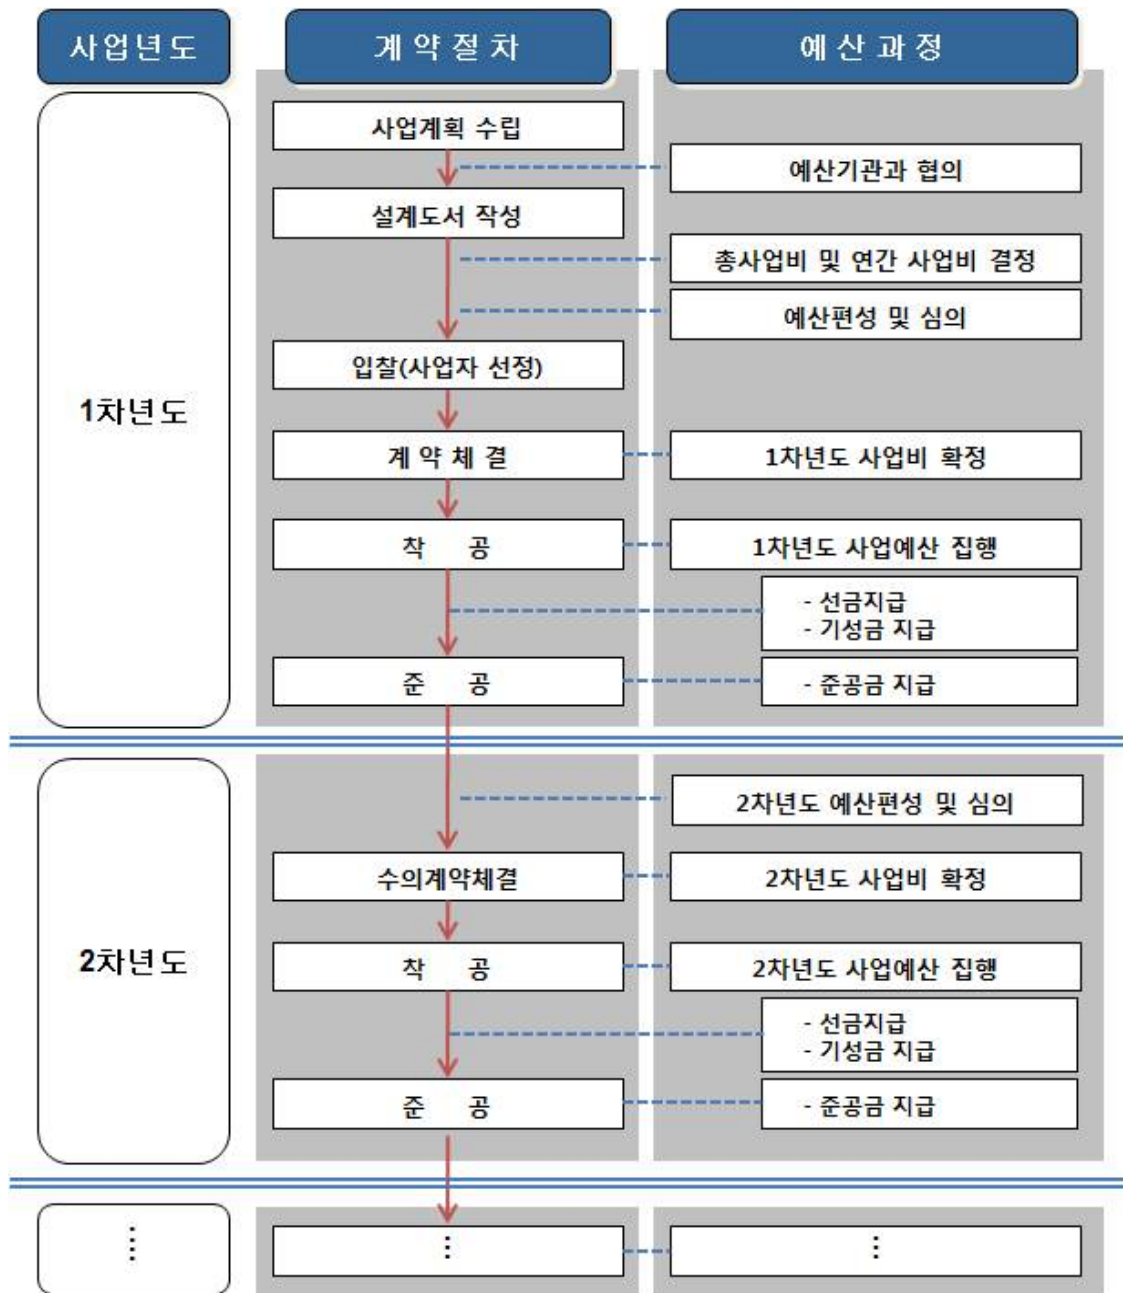 사업년도
계약절차
예산과정
1차년도
사업계획 수립
예산기관과 협의
설계도서 작성
총사업비 및 연간 사업비 결정
예산편성 및 심의
입찰(사업자 선정)
계 약 체 결
1차년도 사업비 확정
착 공
1차년도 사업예산 집행
- 선금지급
- 기성금 지급
준 공
- 준공금 지급
2차년도
2차년도 예산편성 및 심의
수의계약체결
2차년도 사업비 확정
착 공
2차년도 사업예산 집행
- 선금지급
- 기성금 지급
준 공
- 준공금 지급
⋮
⋮
⋮